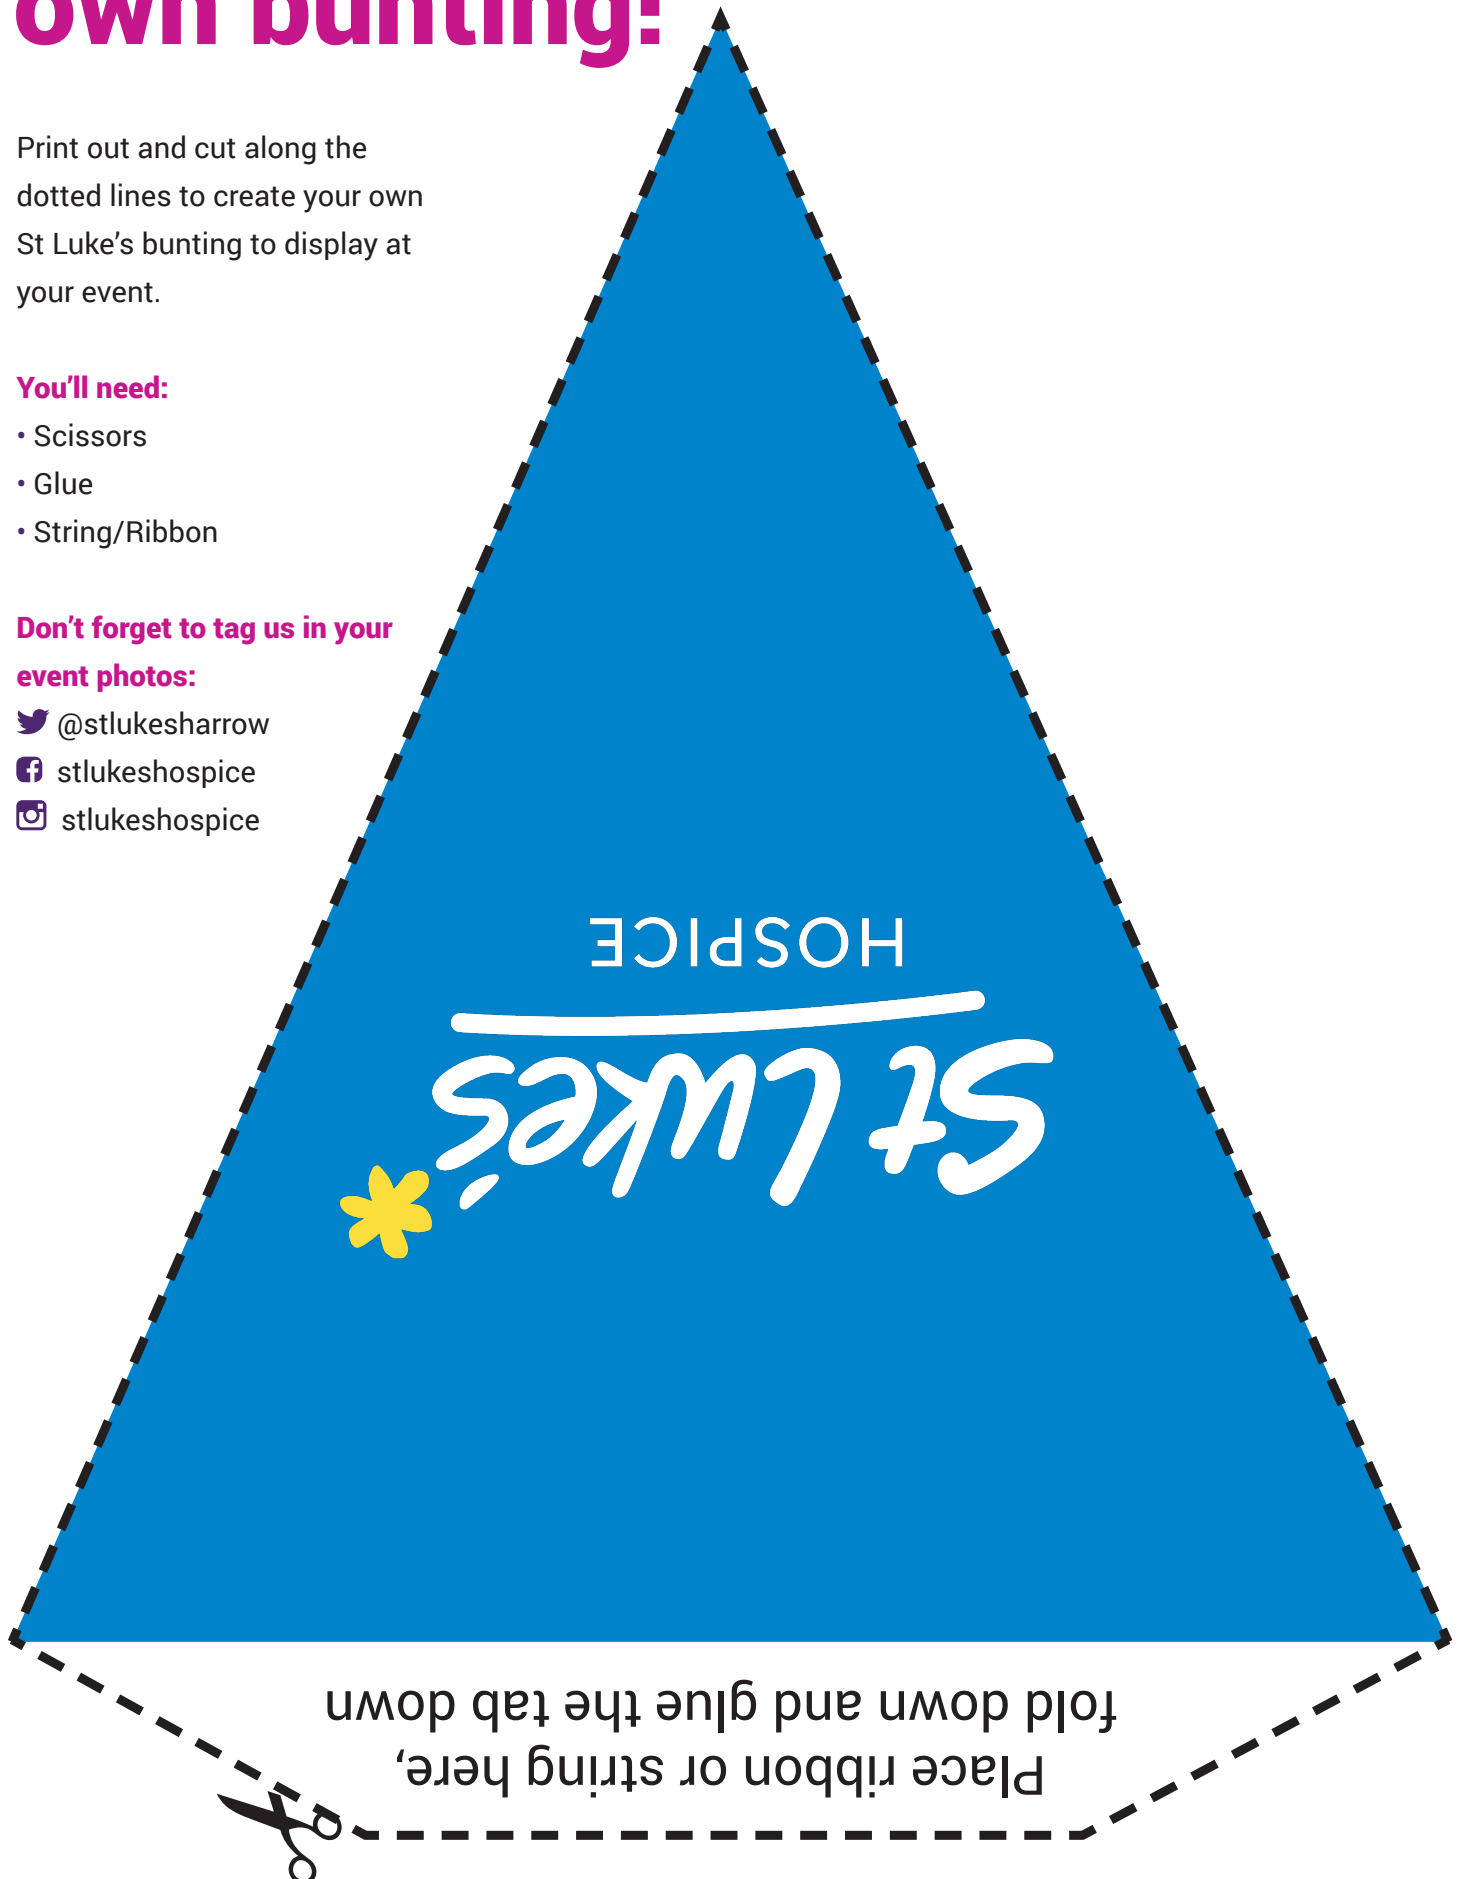 own bunting!
Print out and cut along the
dotted lines to create your own
St Luke's bunting to display at
your event.
You'll need:
• Scissors
• Glue
• String/Ribbon
Don't forget to tag us in your
event photos:
@stlukesharrow
stlukeshospice
stlukeshospice
St Luke's
HOSPICE
Place ribbon or string here,
fold down and glue the tab down